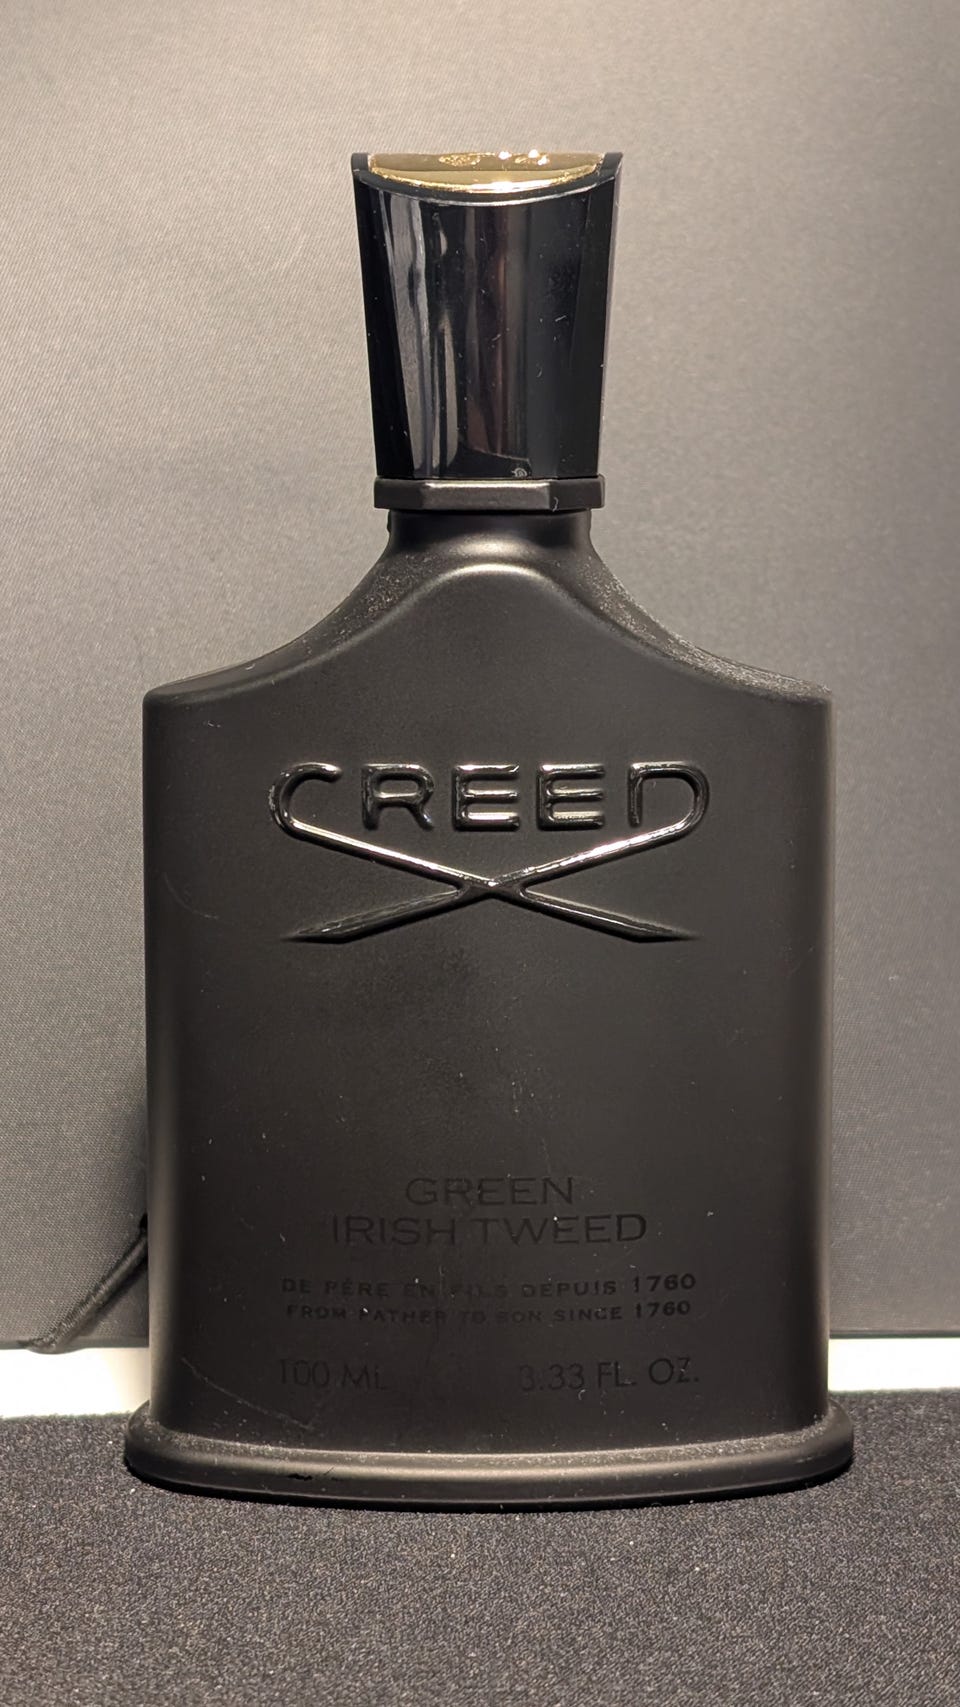 CREED
GREEN
IRISH TWEED
DE PÈRE EN FILS DEPUIS 1760
FROM FATHER TO SON SINCE 1760
100 ML 3.33 FL. OZ.